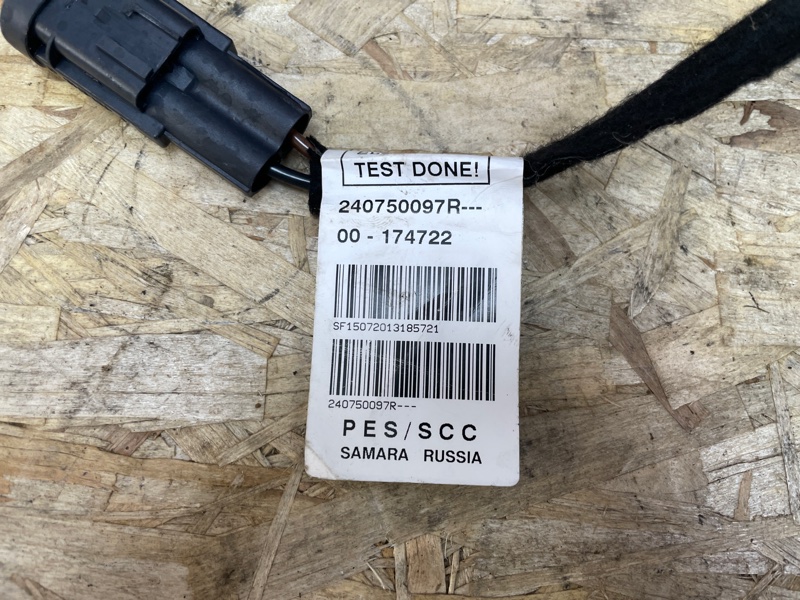 TEST DONE!
240750097R---
00 - 174722
SF15072013185721
240750097R---
PES/SCC
SAMARA RUSSIA